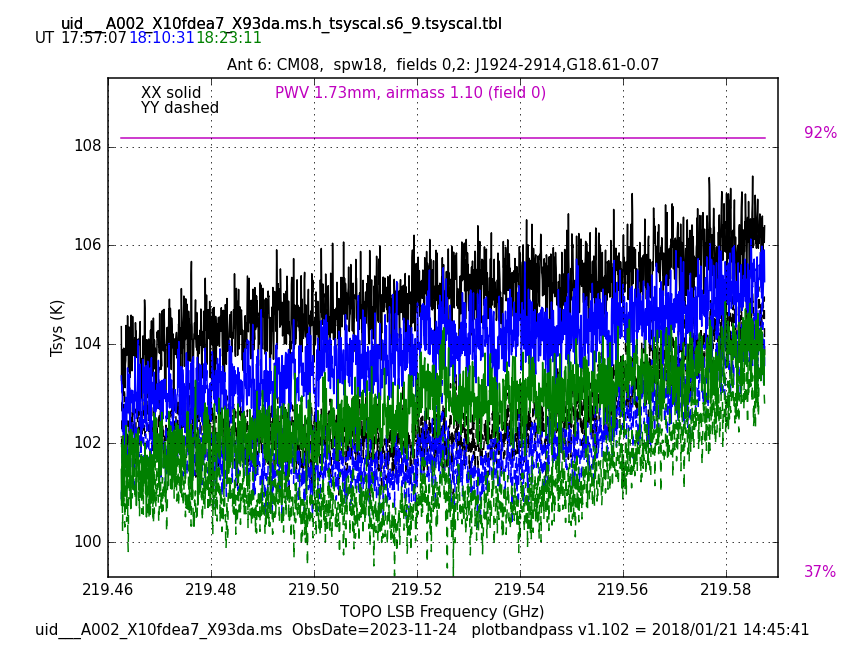 uid___A002_X10fdea7_X93da.ms.h_tsyscal.s6_9.tsyscal.tbl
UT 17:57:07 18:10:31 18:23:11
Ant 6: CM08,  spw18,  fields 0,2: J1924-2914,G18.61-0.07
XX solid
PWV 1.73mm, airmass 1.10 (field 0)
YY dashed
92%
108
106
104
102
100
Tsys (K)
37%
219.46 219.48 219.50 219.52 219.54 219.56 219.58
TOPO LSB Frequency (GHz)
uid___A002_X10fdea7_X93da.ms  ObsDate=2023-11-24   plotbandpass v1.102 = 2018/01/21 14:45:41